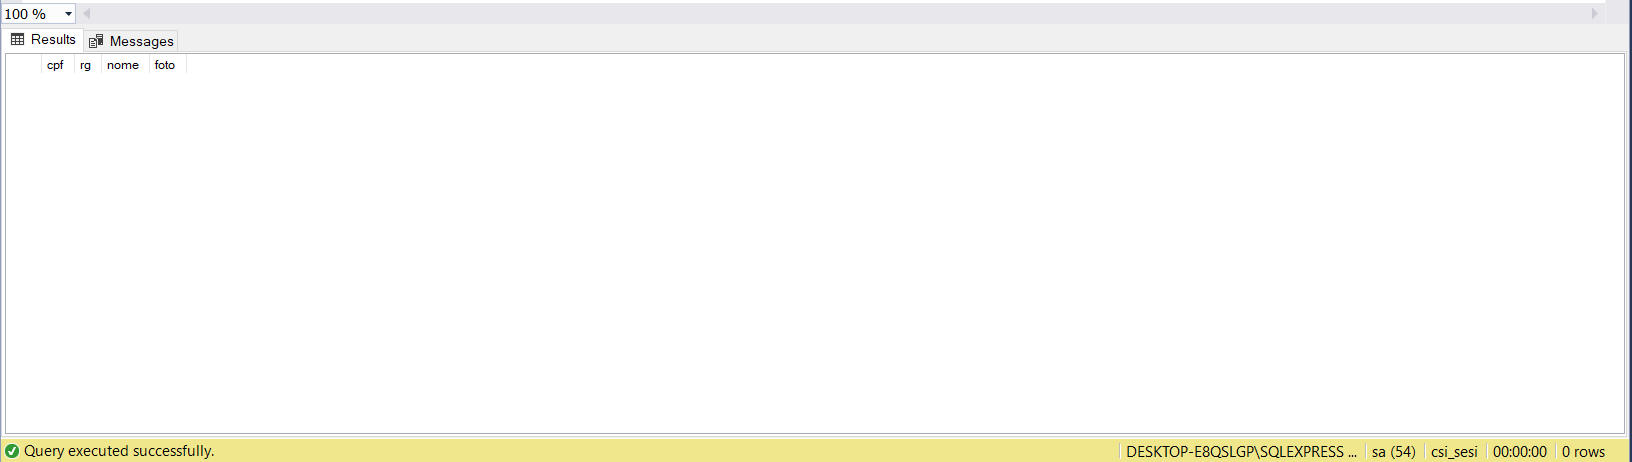 100 %
Results Messages
cpf rg nome foto
Query executed successfully. DESKTOP-E8QSLGP\SQLEXPRESS ... sa (54) csi_sesi 00:00:00 0 rows